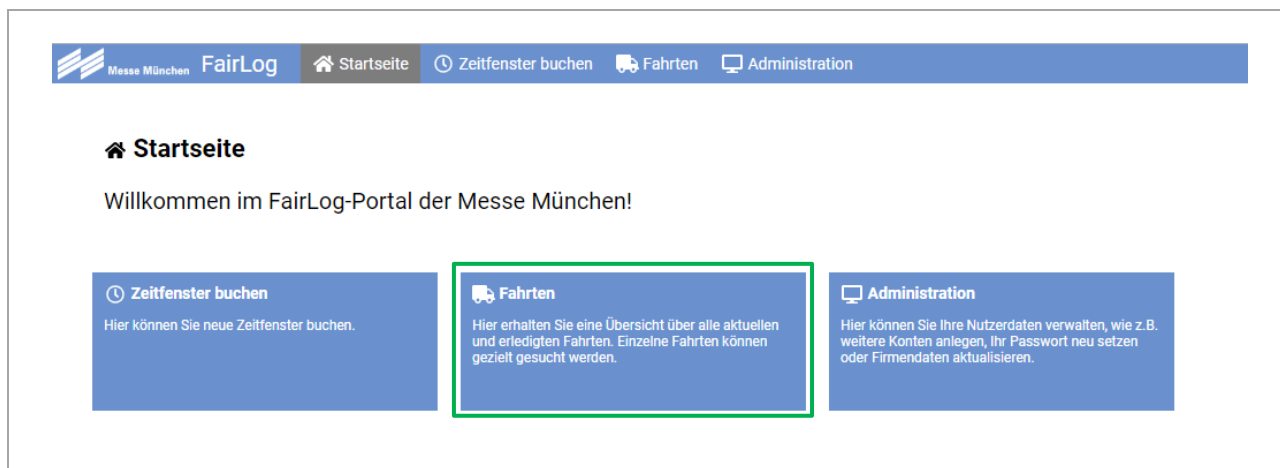 Messe München FairLog Startseite Zeitfenster buchen Fahrten Administration
Startseite
Willkommen im FairLog-Portal der Messe München!
Zeitfenster buchen
Hier können Sie neue Zeitfenster buchen.
Fahrten
Hier erhalten Sie eine Übersicht über alle aktuellen
und erledigten Fahrten. Einzelne Fahrten können
gezielt gesucht werden.
Administration
Hier können Sie Ihre Nutzerdaten verwalten, wie z.B.
weitere Konten anlegen, Ihr Passwort neu setzen
oder Firmendaten aktualisieren.